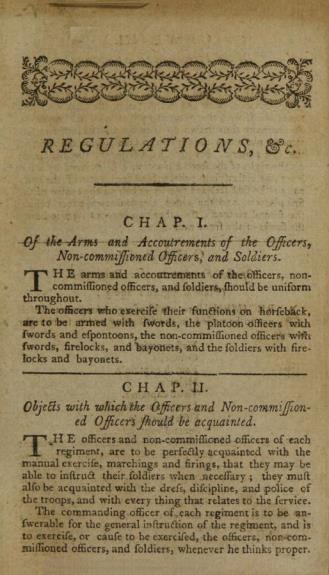 REGULATIONS, &c.
CHAP. I.
Of the Arms and Accoutrements of the Officers,
Non-commiſſioned Officers, and Soldiers.
THE arms and accoutrements of the officers, non-
commiſſioned officers, and ſoldiers, ſhould be uniform
throughout.
The officers who exerciſe their functions on horſeback,
are to be armed with ſwords, the platoon officers with
ſwords and eſpontoons, the non-commiſſioned officers with
ſwords, firelocks, and bayonets, and the ſoldiers with fire-
locks and bayonets.
CHAP. II.
Objects with which the Officers and Non-commiſſion-
ed Officers ſhould be acquainted.
THE officers and non-commiſſioned officers of each
regiment, are to be perfectly acquainted with the
manual exerciſe, marchings and firings, that they may be
able to inſtruct their ſoldiers when neceſſary ; they muſt
alſo be acquainted with the dreſs, diſcipline, and police of
the troops, and with every thing that relates to the ſervice.
The commanding officer of each regiment is to be an-
ſwerable for the general inſtruction of the regiment, and is
to exerciſe, or cauſe to be exerciſed, the officers, non-com-
miſſioned officers, and ſoldiers, whenever he thinks proper.